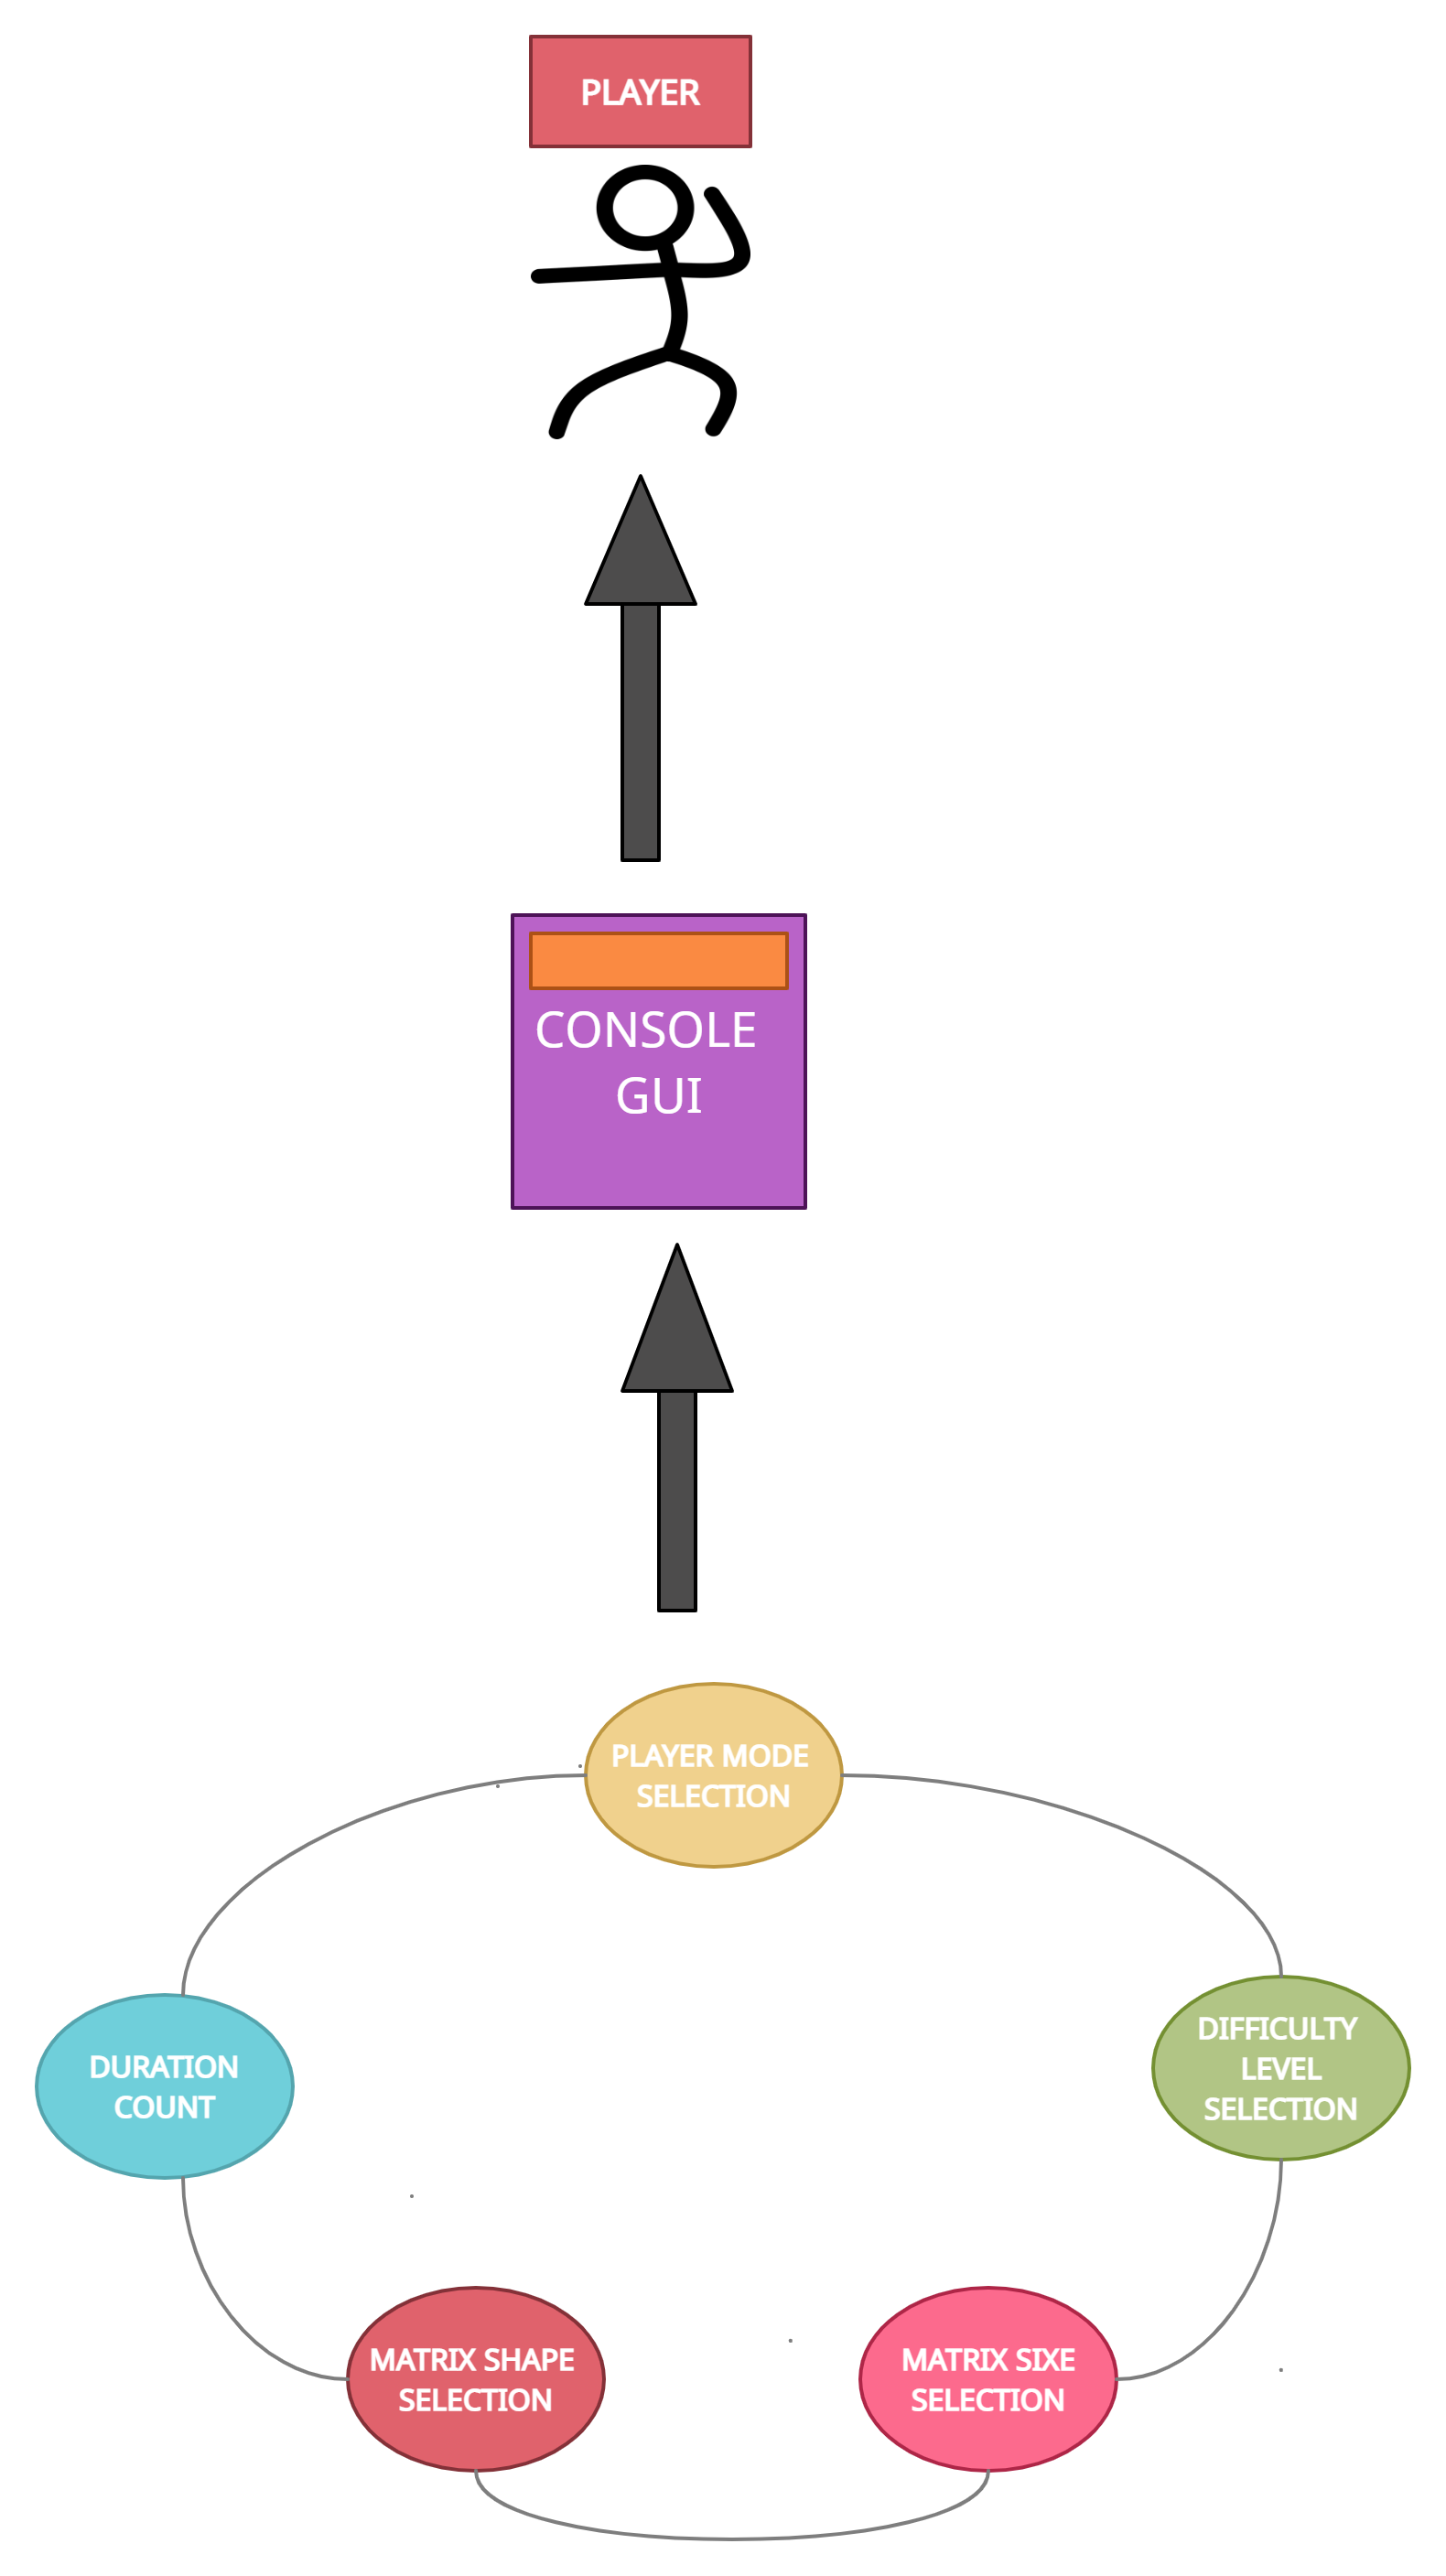 PLAYER
CONSOLE
GUI
PLAYER MODE
SELECTION
DURATION
COUNT
DIFFICULTY
LEVEL
SELECTION
MATRIX SHAPE
SELECTION
MATRIX SIXE
SELECTION